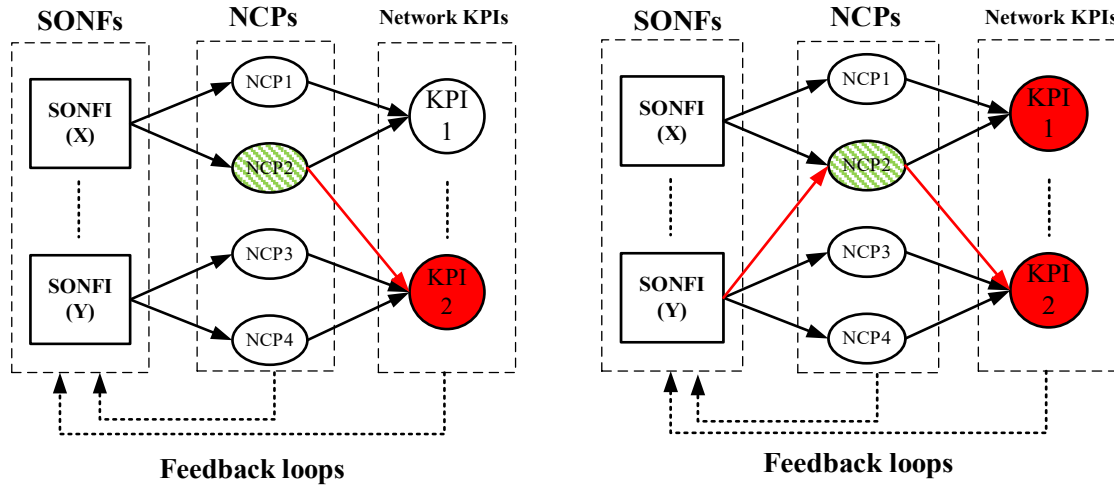 SONFs
NCPs
Network KPIs
SONFI
(X)
NCP1
NCP2
KPI
1
SONFI
(Y)
NCP3
NCP4
KPI
2
Feedback loops
SONFs
NCPs
Network KPIs
SONFI
(X)
NCP1
NCP2
KPI
1
SONFI
(Y)
NCP3
NCP4
KPI
2
Feedback loops